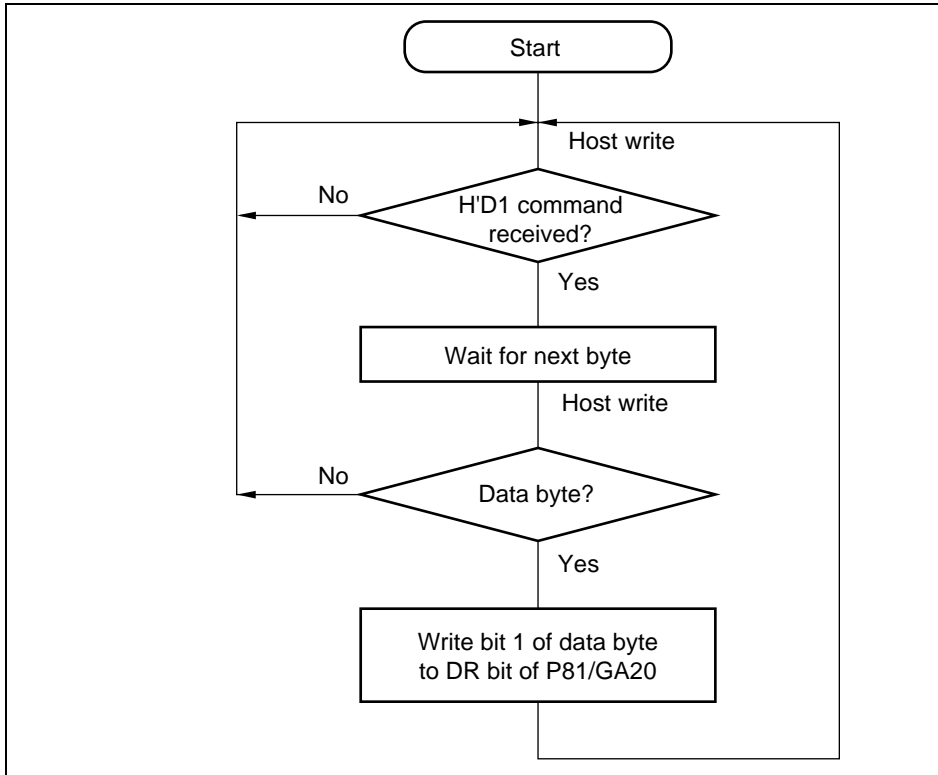 Start
Host write
No
H'D1 command
received?
Yes
Wait for next byte
Host write
No
Data byte?
Yes
Write bit 1 of data byte
to DR bit of P81/GA20